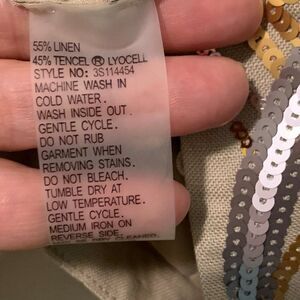 55% LINEN
45% TENCEL ® LYOCELL
STYLE NO: 3S114454
MACHINE WASH IN
COLD WATER.
WASH INSIDE OUT.
GENTLE CYCLE.
DO NOT RUB
GARMENT WHEN
REMOVING STAINS.
DO NOT BLEACH.
TUMBLE DRY AT
LOW TEMPERATURE.
GENTLE CYCLE.
MEDIUM IRON ON
REVERSE SIDE.
CLEANED.